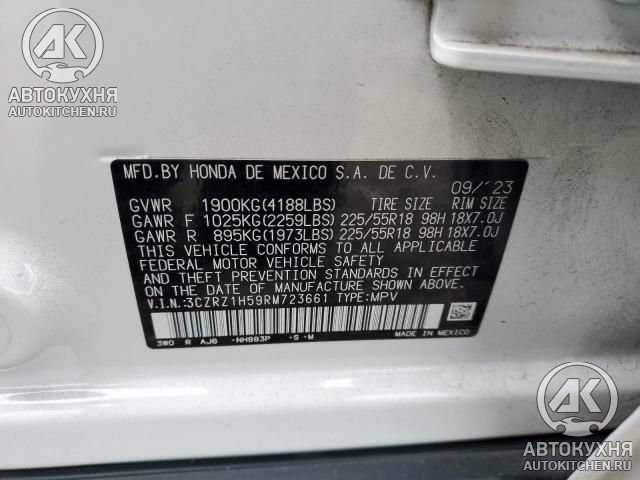 AK
АВТОКУХНЯ
AUTOKITCHEN.RU
MFD.BY HONDA DE MEXICO S.A. DE C.V.
09/'23
GVWR 1900KG(4188LBS) TIRE SIZE RIM SIZE
GAWR F 1025KG(2259LBS) 225/55R18 98H 18X7.0J
GAWR R 895KG(1973LBS) 225/55R18 98H 18X7.0J
THIS VEHICLE CONFORMS TO ALL APPLICABLE
FEDERAL MOTOR VEHICLE SAFETY
AND THEFT PREVENTION STANDARDS IN EFFECT
ON THE DATE OF MANUFACTURE SHOWN ABOVE.
V.I.N.:3CZRZ1H59RM723661 TYPE:MPV
3W0 R AJ6 -NH883P -S -M MADE IN MEXICO
AK
АВТОКУХНЯ
AUTOKITCHEN.RU